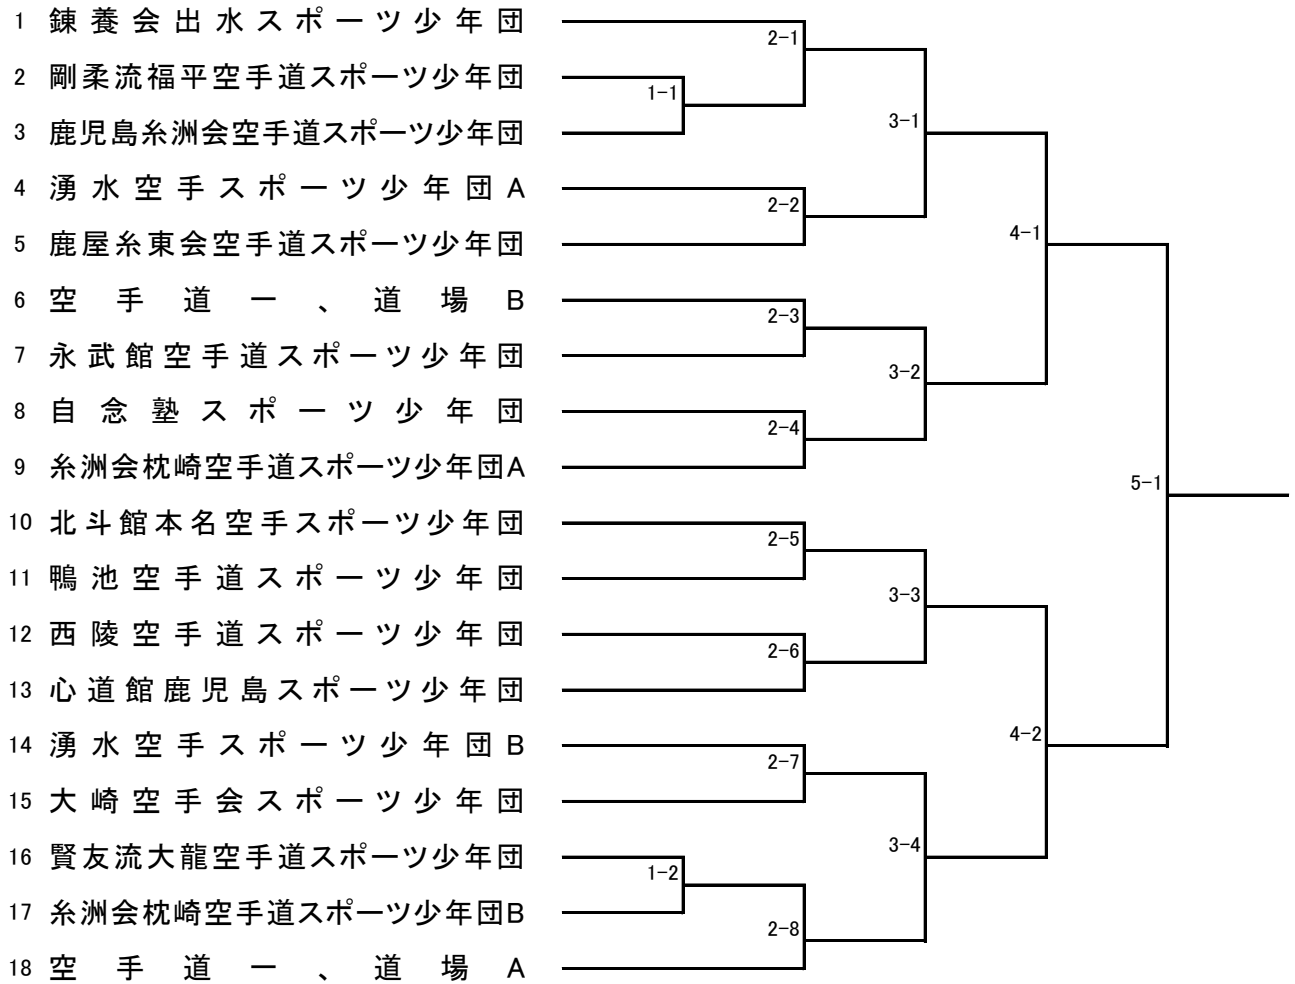 1 錬養会出水スポーツ少年団
2-1
2 剛柔流福平空手道スポーツ少年団
1-1
3 鹿児島糸洲会空手道スポーツ少年団
3-1
4 湧水空手スポーツ少年団A
2-2
5 鹿屋糸東会空手道スポーツ少年団
4-1
6 空手道一、道場B
2-3
7 永武館空手道スポーツ少年団
3-2
8 自念塾スポーツ少年団
2-4
9 糸洲会枕崎空手道スポーツ少年団A
5-1
10 北斗館本名空手スポーツ少年団
2-5
11 鴨池空手道スポーツ少年団
3-3
12 西陵空手道スポーツ少年団
2-6
13 心道館鹿児島スポーツ少年団
4-2
14 湧水空手スポーツ少年団B
2-7
15 大崎空手会スポーツ少年団
3-4
16 賢友流大龍空手道スポーツ少年団
1-2
17 糸洲会枕崎空手道スポーツ少年団B
2-8
18 空手道一、道場A